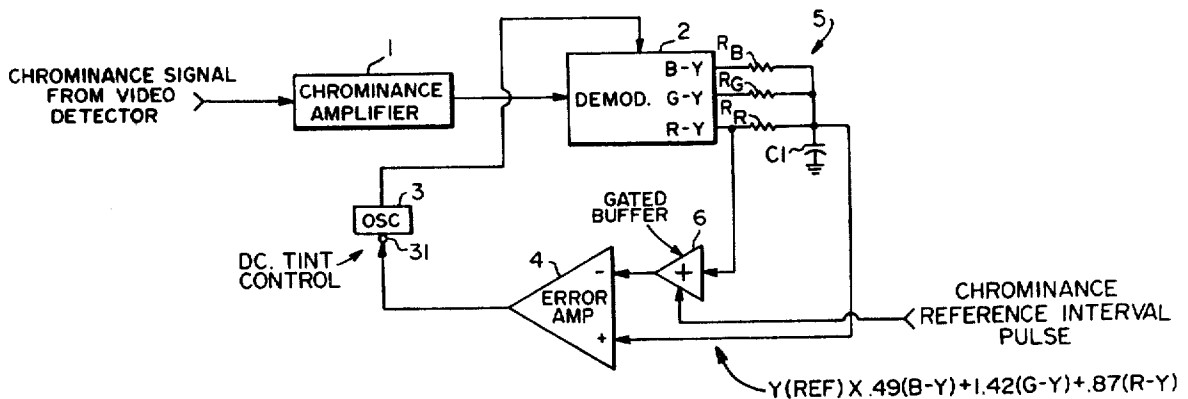 CHROMINANCE SIGNAL
FROM VIDEO
DETECTOR
1
CHROMINANCE
AMPLIFIER
2
DEMOD.
B-Y
G-Y
R-Y
RB
RG
RR
5
C1
3
OSC
31
D.C. TINT
CONTROL
4
ERROR
AMP
-
+
GATED
BUFFER
6
+
CHROMINANCE
REFERENCE INTERVAL
PULSE
Y(REF) X .49(B-Y)+1.42(G-Y)+.87(R-Y)